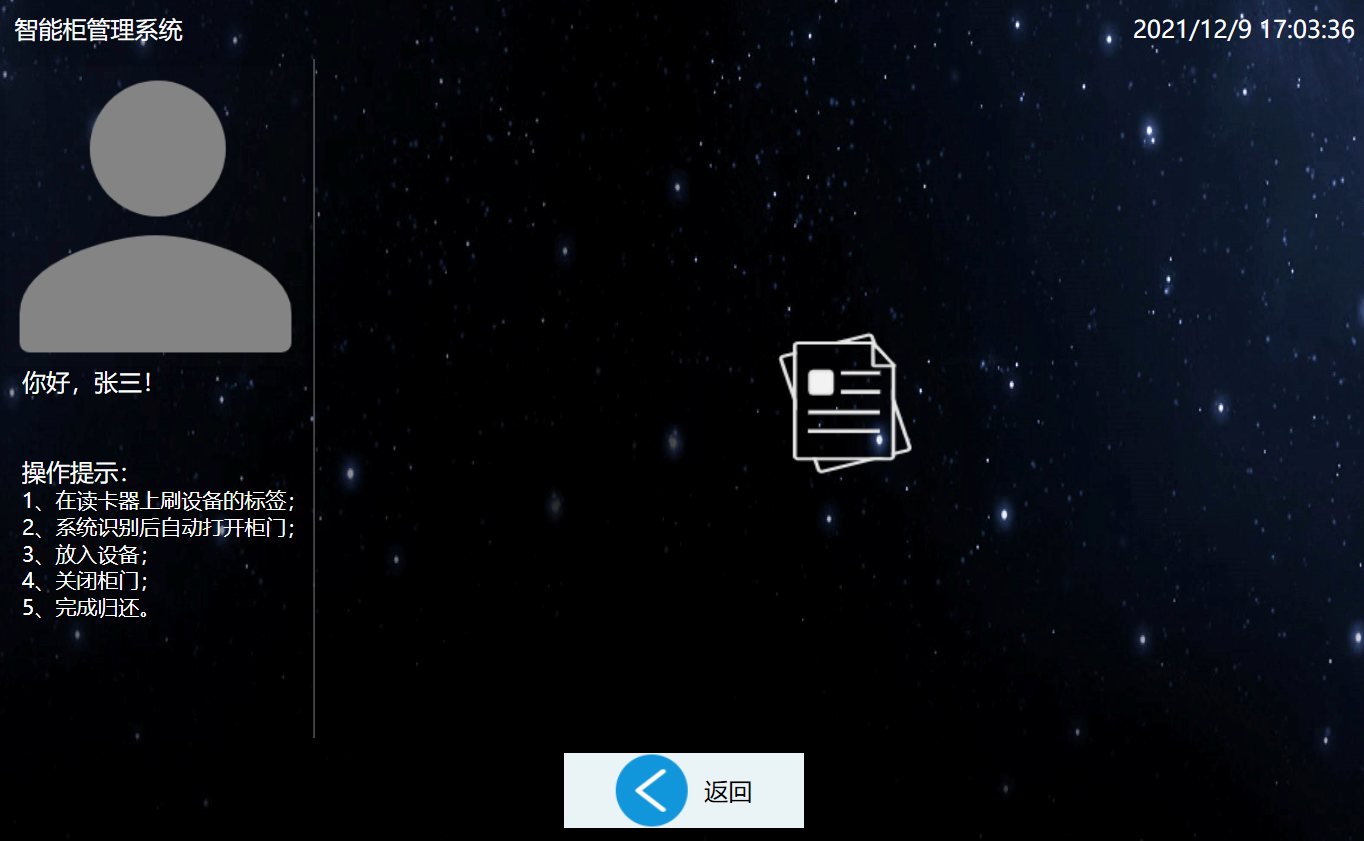 智能柜管理系统
2021/12/9 17:03:36
你好，张三！
操作提示：
1、在读卡器上刷设备的标签；
2、系统识别后自动打开柜门；
3、放入设备；
4、关闭柜门；
5、完成归还。
返回